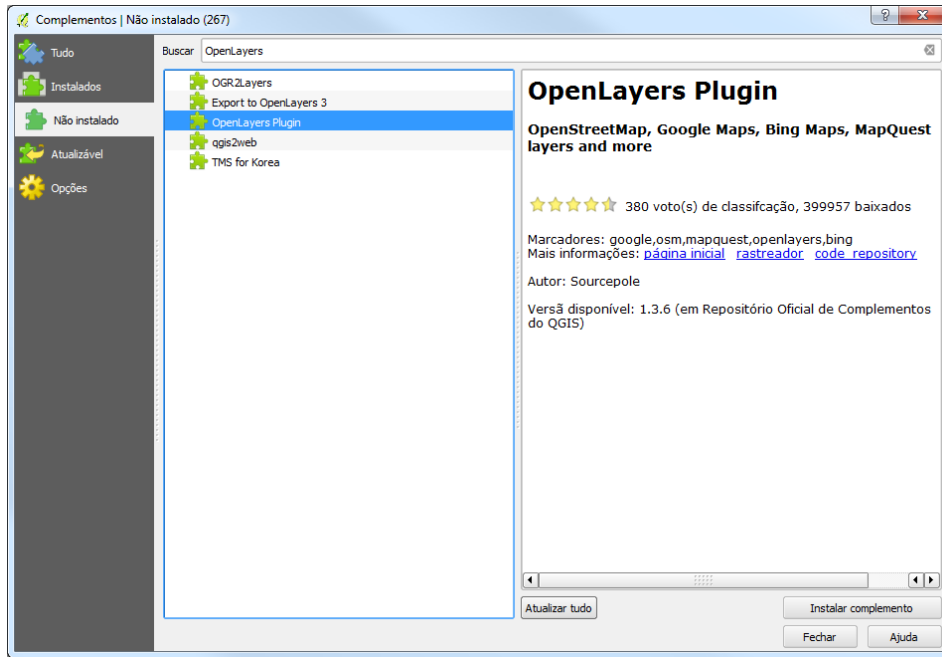 Complementos | Não instalado (267)
Tudo
Instalados
Não instalado
Atualizável
Opções
Buscar OpenLayers
OGR2Layers
Export to OpenLayers 3
OpenLayers Plugin
qgis2web
TMS for Korea
OpenLayers Plugin
OpenStreetMap, Google Maps, Bing Maps, MapQuest
layers and more
380 voto(s) de classifcação, 399957 baixados
Marcadores: google,osm,mapquest,openlayers,bing
Mais informações: página inicial rastreador code_repository
Autor: Sourcepole
Versã disponível: 1.3.6 (em Repositório Oficial de Complementos
do QGIS)
Atualizar tudo
Instalar complemento
Fechar
Ajuda